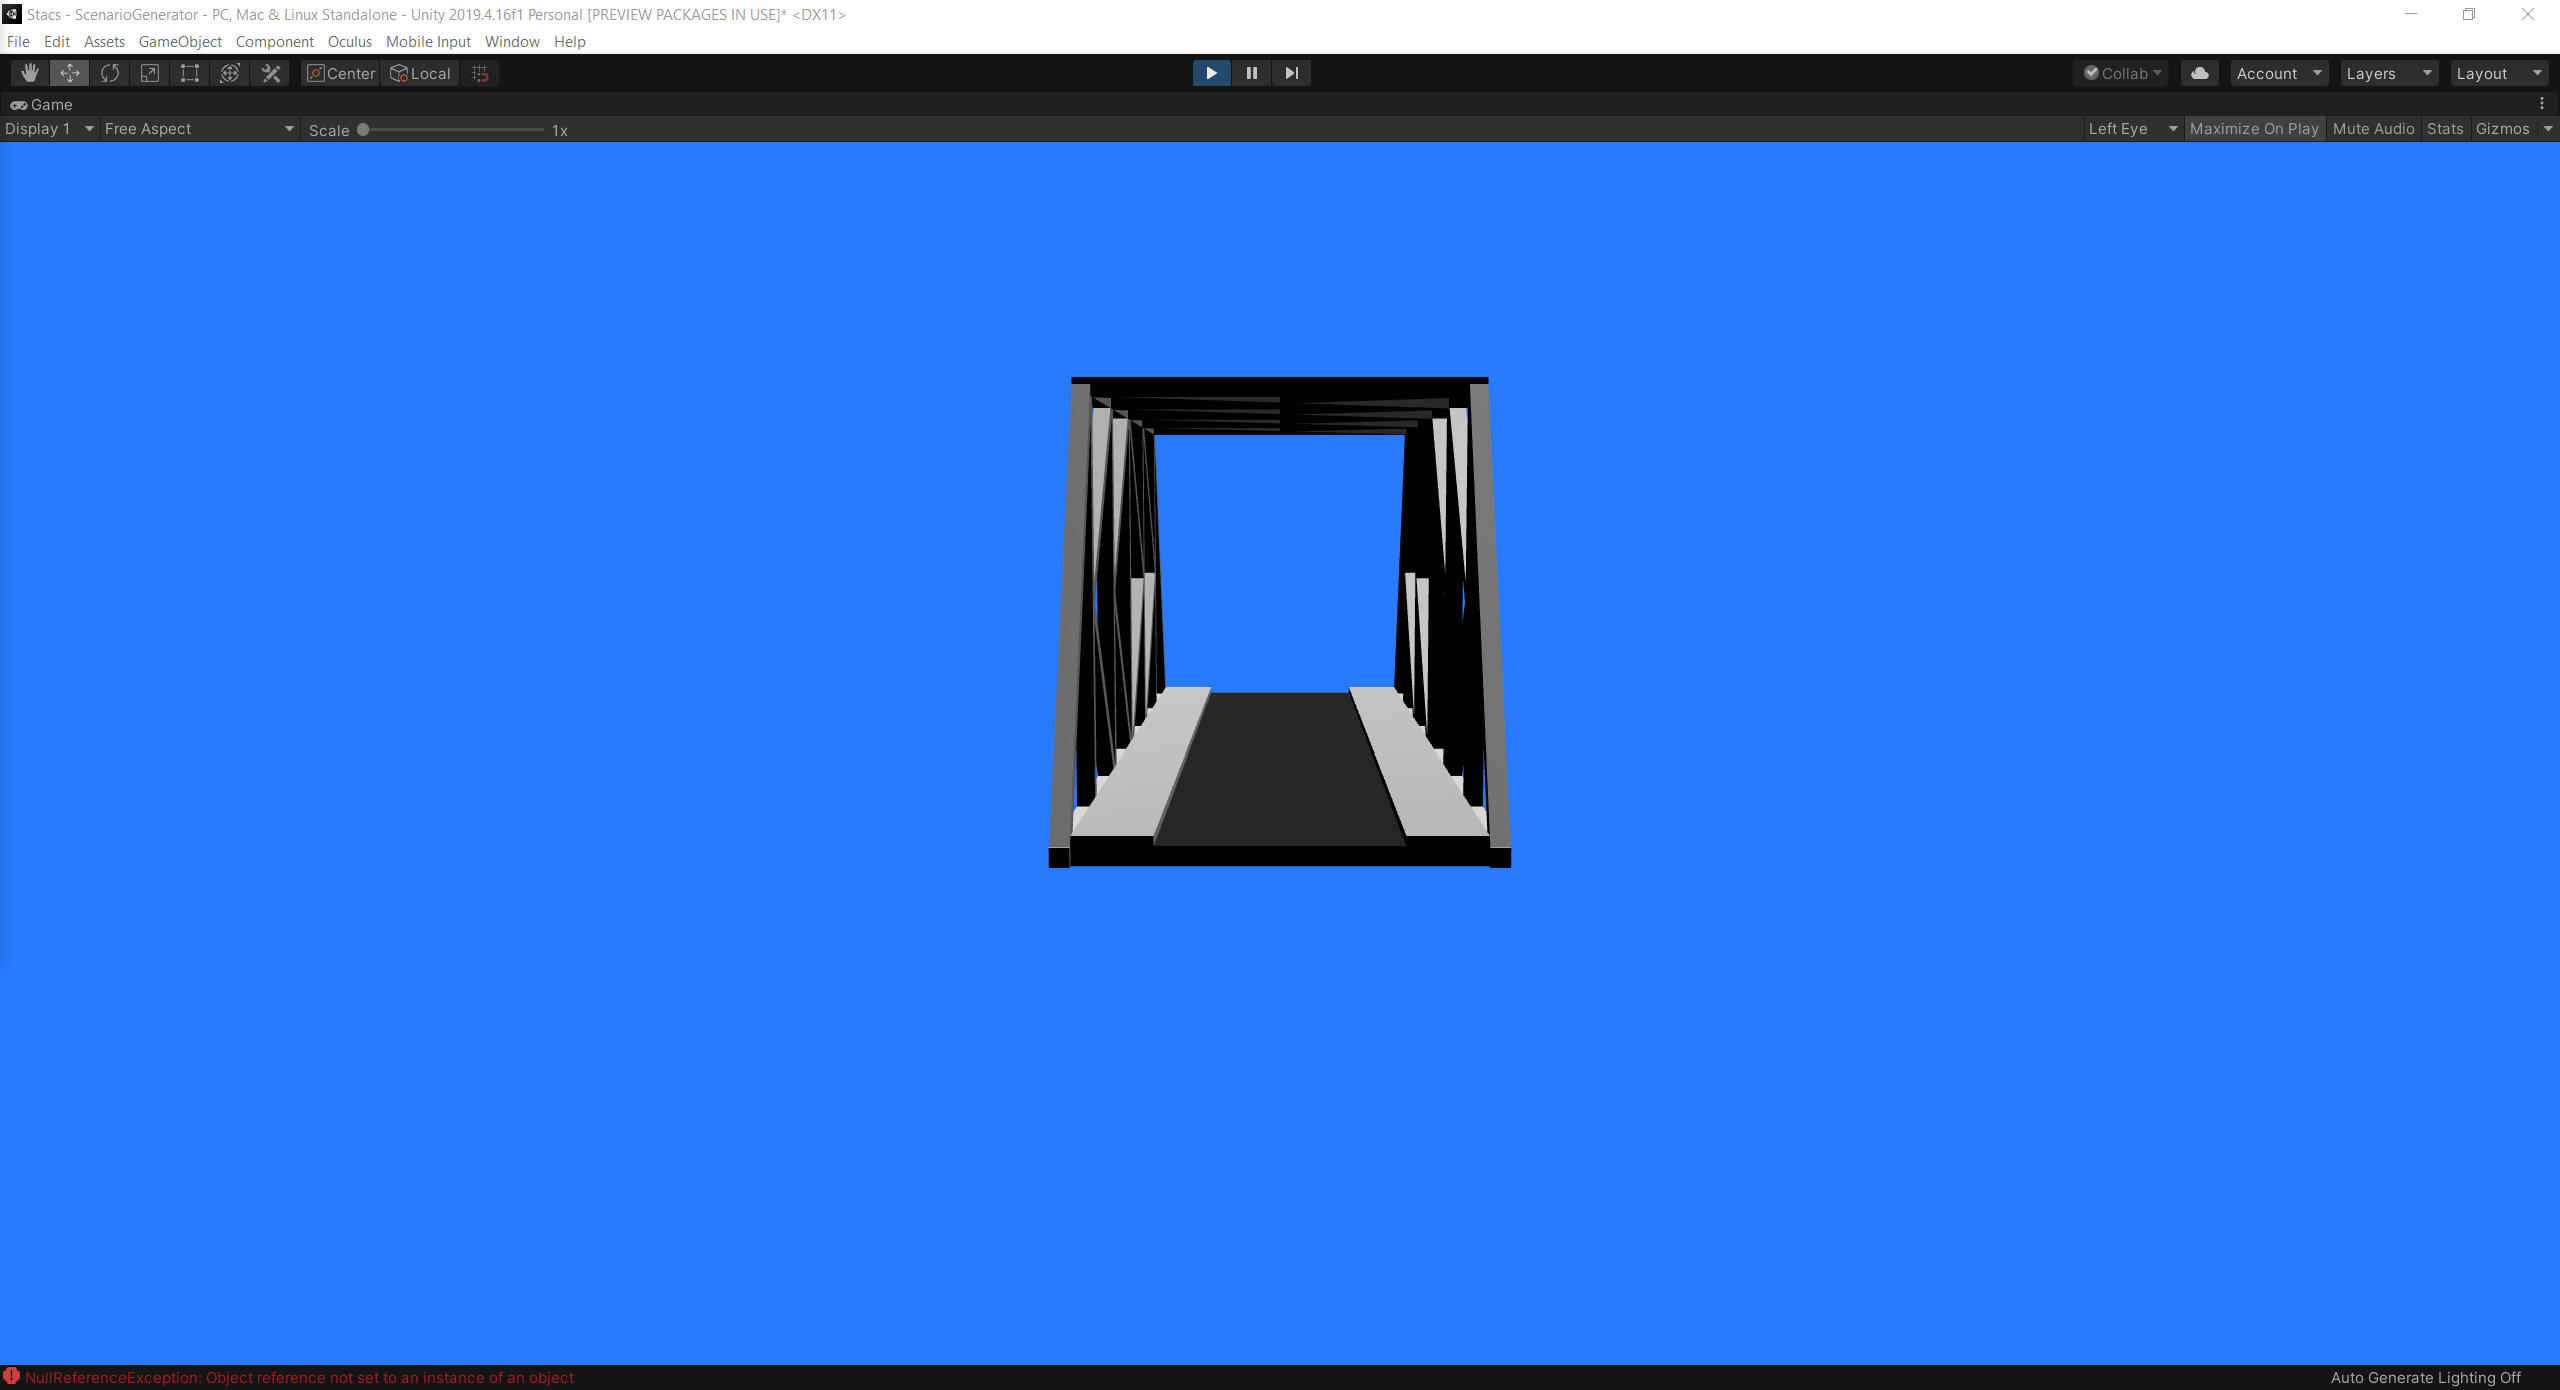 Stacs - ScenarioGenerator - PC, Mac & Linux Standalone - Unity 2019.4.16f1 Personal [PREVIEW PACKAGES IN USE]* <DX11>
File Edit Assets GameObject Component Oculus Mobile Input Window Help
Center Local Collab Account Layers Layout
Game
Display 1 Free Aspect Scale 1x Left Eye Maximize On Play Mute Audio Stats Gizmos
NullReferenceException: Object reference not set to an instance of an object Auto Generate Lighting Off